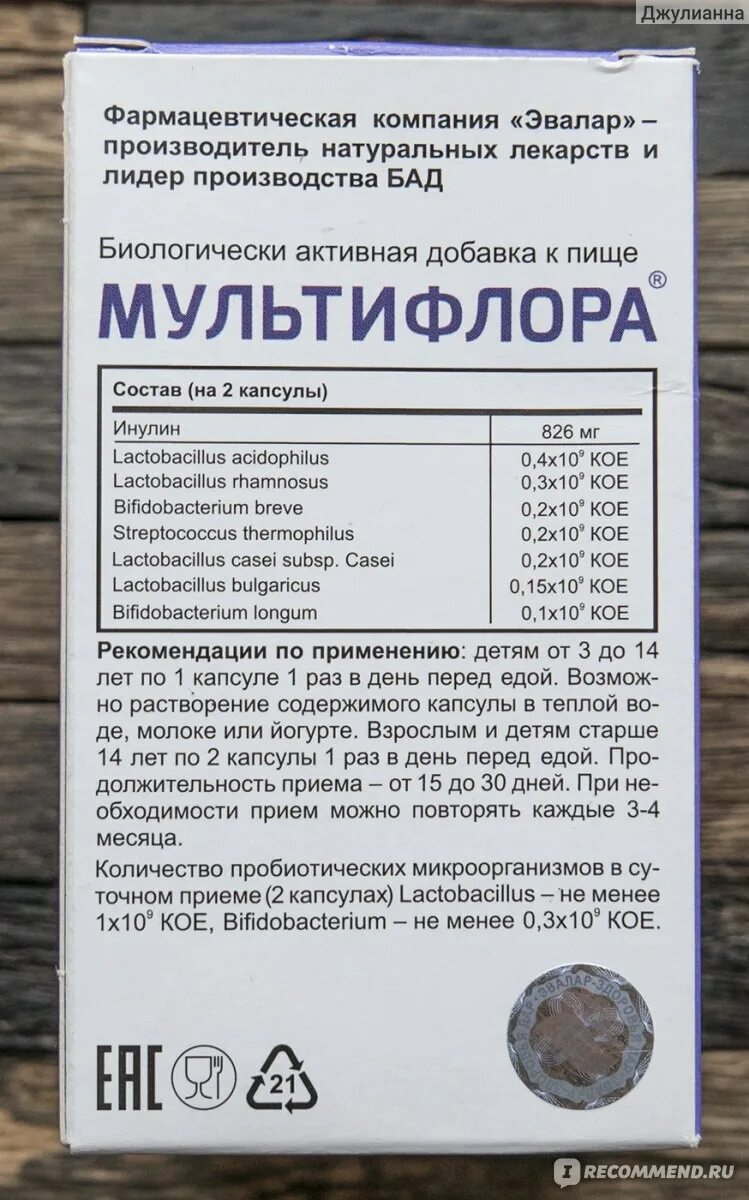 Джулианна
Фармацевтическая компания «Эвалар» –
производитель натуральных лекарств и
лидер производства БАД
Биологически активная добавка к пище
МУЛЬТИФЛОРА®
Состав (на 2 капсулы)
Инулин 826 мг
Lactobacillus acidophilus 0,4х10⁹ КОЕ
Lactobacillus rhamnosus 0,3х10⁹ КОЕ
Bifidobacterium breve 0,2х10⁹ КОЕ
Streptococcus thermophilus 0,2х10⁹ КОЕ
Lactobacillus casei subsp. Casei 0,2х10⁹ КОЕ
Lactobacillus bulgaricus 0,15х10⁹ КОЕ
Bifidobacterium longum 0,1х10⁹ КОЕ
Рекомендации по применению: детям от 3 до 14
лет по 1 капсуле 1 раз в день перед едой. Возмож-
но растворение содержимого капсулы в теплой во-
де, молоке или йогурте. Взрослым и детям старше
14 лет по 2 капсулы 1 раз в день перед едой. Про-
должительность приема – от 15 до 30 дней. При не-
обходимости прием можно повторять каждые 3-4
месяца.
Количество пробиотических микроорганизмов в су-
точном приеме (2 капсулах) Lactobacillus – не менее
1х10⁹ КОЕ, Bifidobacterium – не менее 0,3х10⁹ КОЕ.
ЭВАЛАР-ЗДОРОВЬЯ
EAC
21
IRECOMMEND.RU